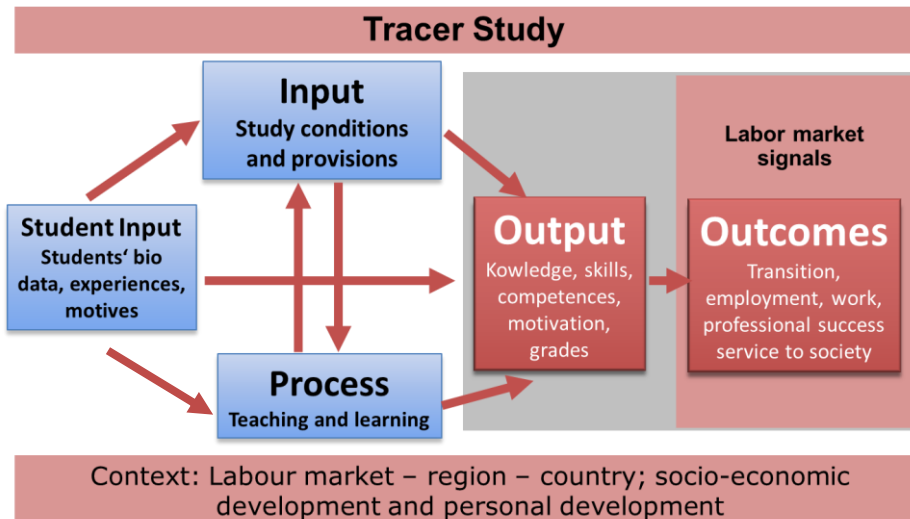 Tracer Study
Input
Study conditions
and provisions
Labor market
signals
Student Input
Students‘ bio
data, experiences,
motives
Output
Kowledge, skills,
competences,
motivation,
grades
Outcomes
Transition,
employment, work,
professional success
service to society
Process
Teaching and learning
Context: Labour market – region – country; socio-economic
development and personal development